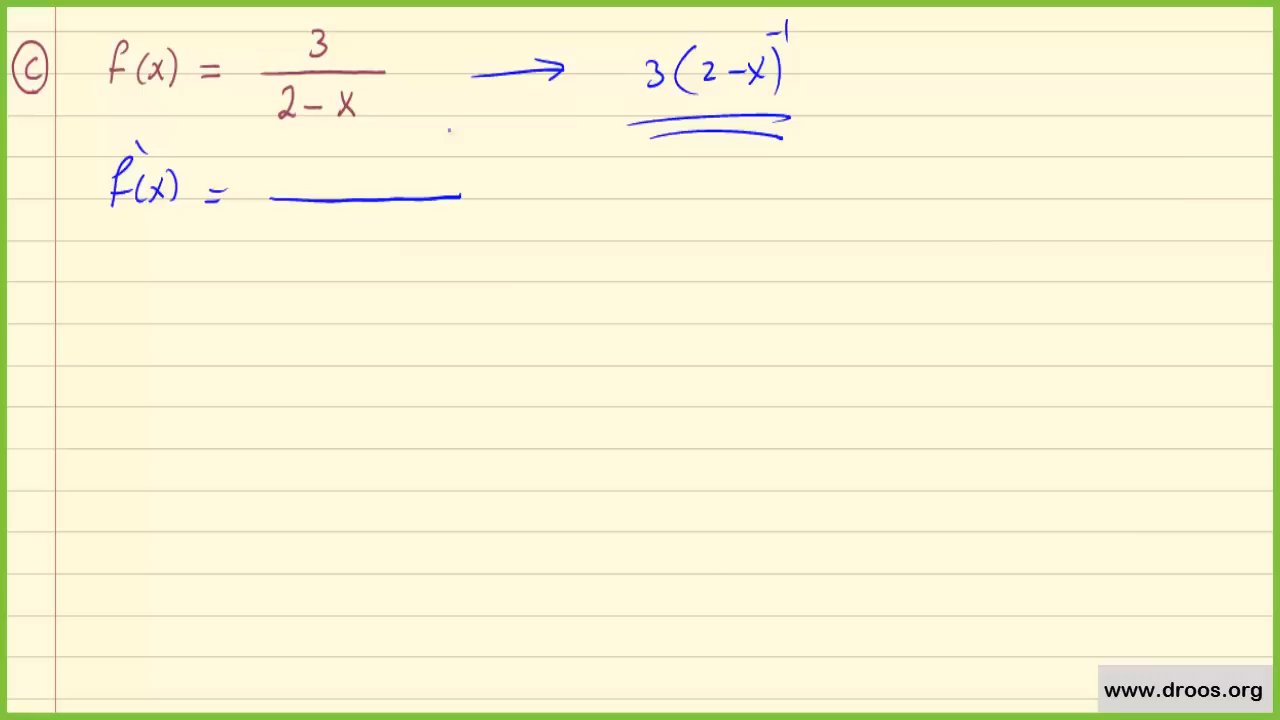 ⓒ f(x) = 3/(2 - x) → 3(2-x)⁻¹
f`(x) = ―
www.droos.org